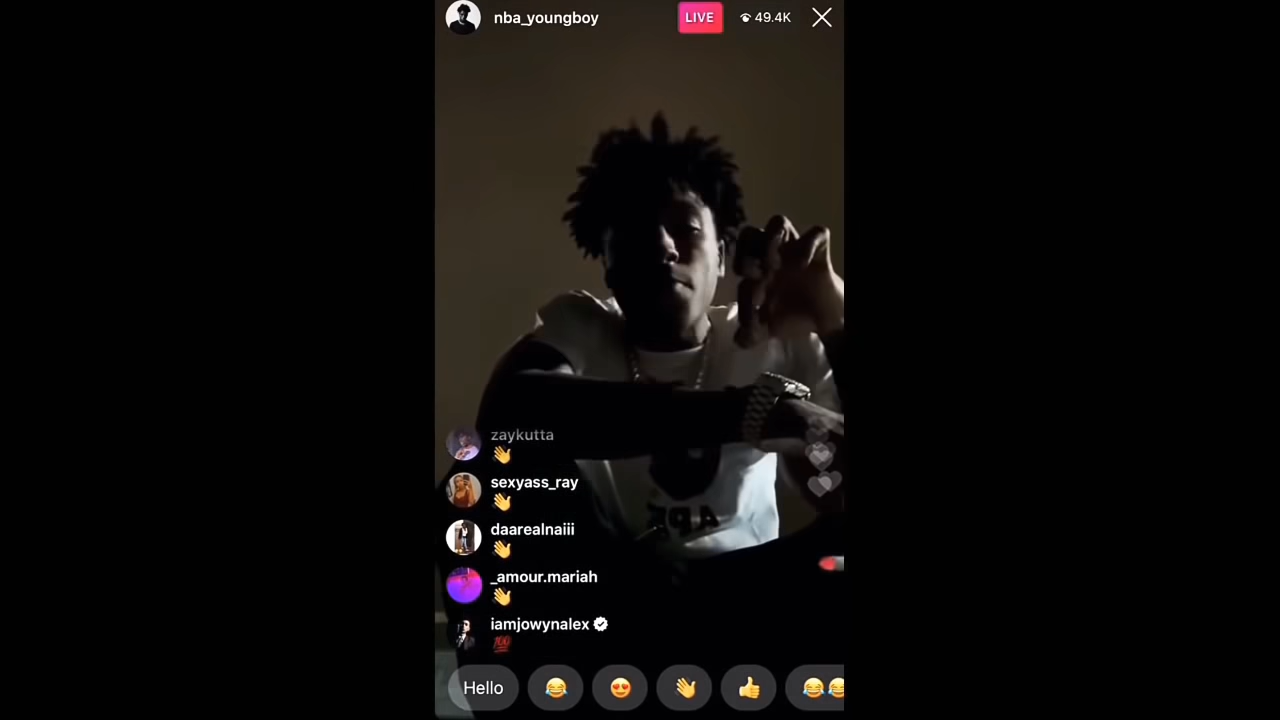 nba_youngboy
LIVE
49.4K
zaykutta
👋
sexyass_ray
👋
daarealnaiii
👋
_amour.mariah
👋
iamjowynalex
💯
Hello
😂 😍 👋 👍 😂😂